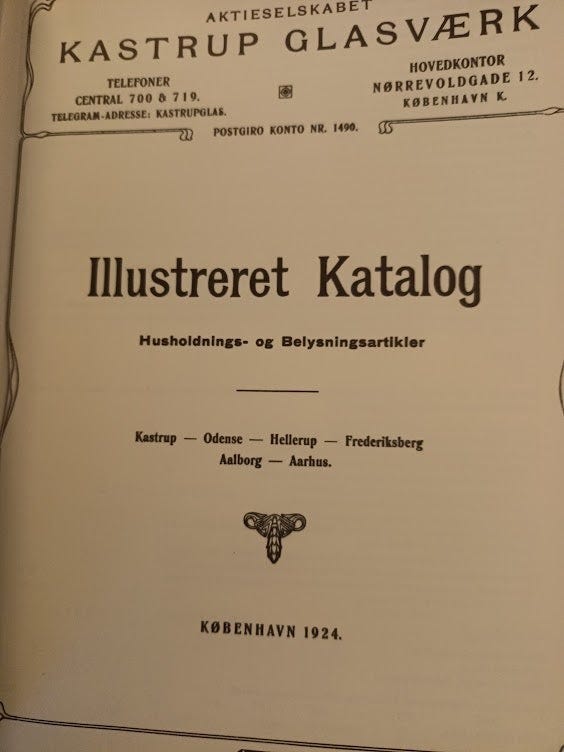 AKTIESELSKABET
KASTRUP GLASVÆRK
TELEFONER
CENTRAL 700 & 719.
TELEGRAM-ADRESSE: KASTRUPGLAS.
HOVEDKONTOR
NØRREVOLDGADE 12.
KØBENHAVN K.
POSTGIRO KONTO NR. 1490.
Illustreret Katalog
Husholdnings- og Belysningsartikler
Kastrup — Odense — Hellerup — Frederiksberg
Aalborg — Aarhus.
KØBENHAVN 1924.